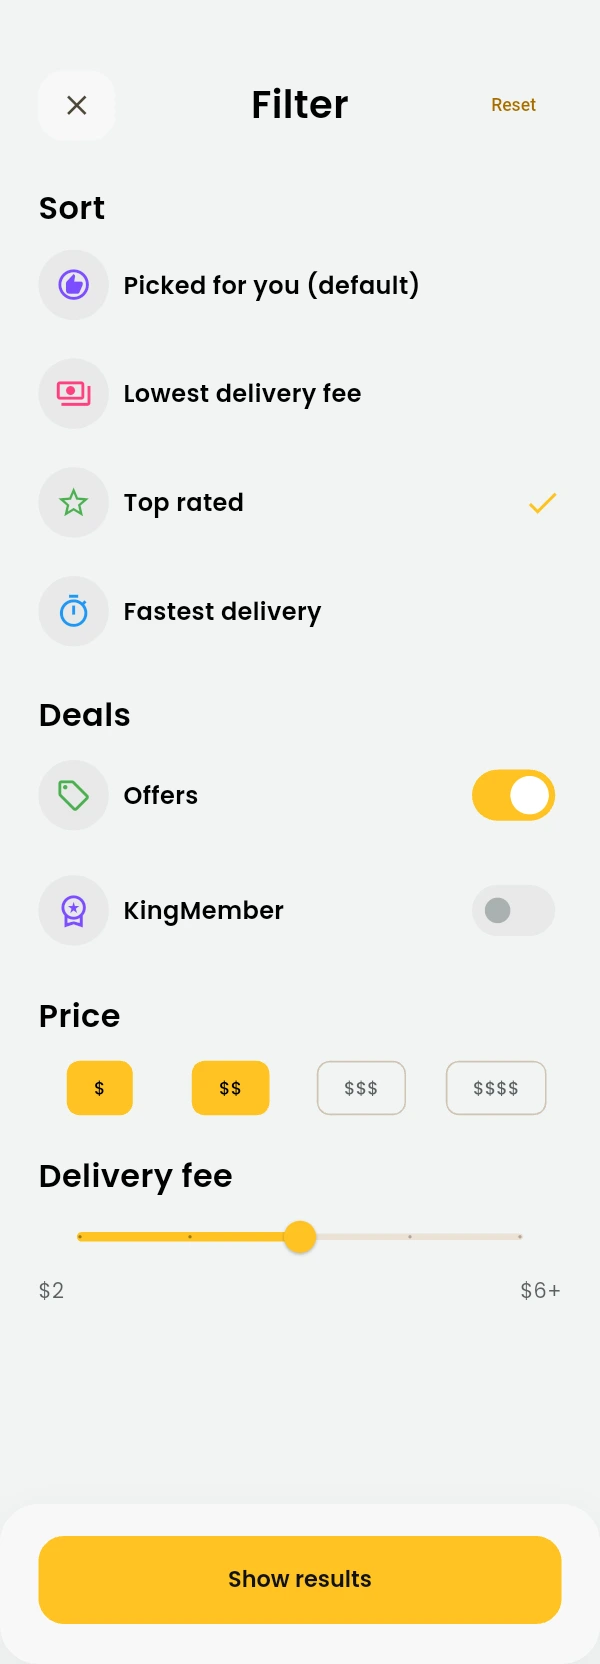 Filter
Reset
Sort
Picked for you (default)
Lowest delivery fee
Top rated
Fastest delivery
Deals
Offers
KingMember
Price
$ $$ $$$ $$$$
Delivery fee
$2 $6+
Show results